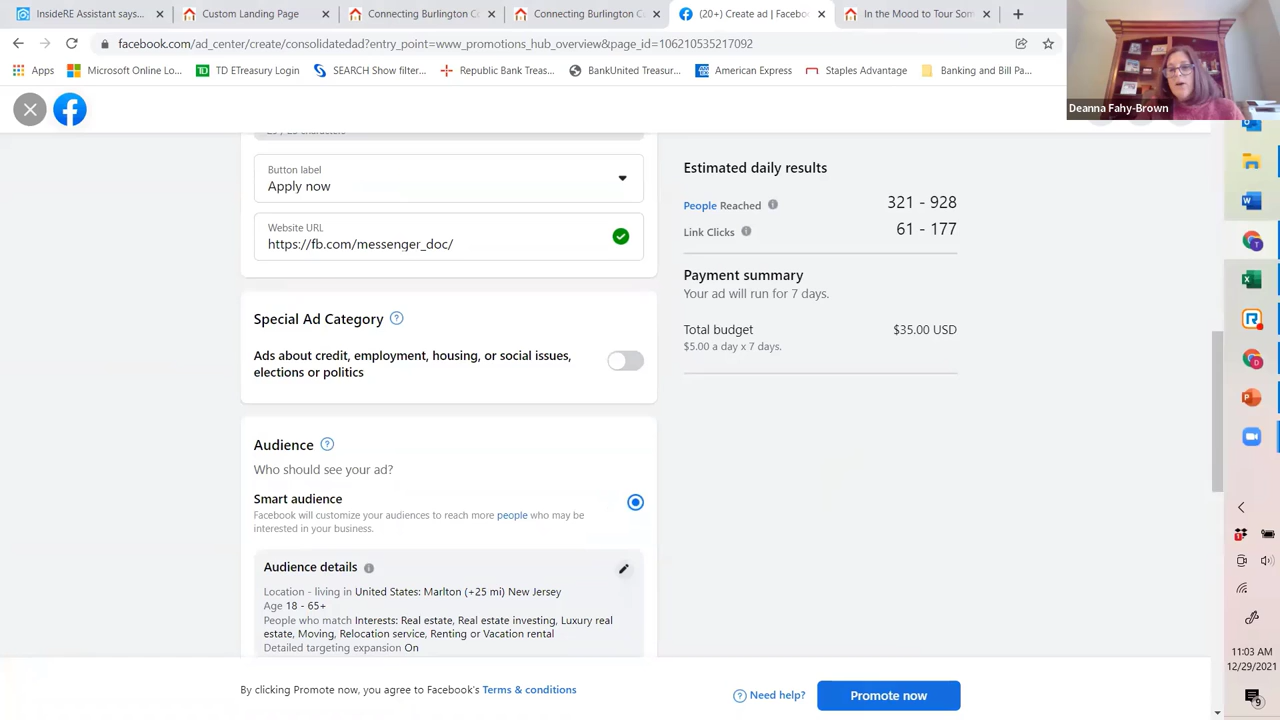 InsideRE Assistant says...
Custom Landing Page
Connecting Burlington Co
Connecting Burlington C
(20+) Create ad | Faceboo
In the Mood to Tour Som
facebook.com/ad_center/create/consolidatedad?entry_point=www_
tions_hub_overview&page_id=106210535217092
Apps
Microsoft Online Lo...
TD ETreasury Login
SEARCH Show filter...
Republic Bank Treas...
BankUnited Treasur...
American Express
Staples Advantage
Banking and Bill Pa...
Deanna Fahy-Brown
Button label
Apply now
Website URL
https://fb.com/messenger_doc/
Special Ad Category
Ads about credit, employment, housing, or social issues,
elections or politics
Audience
Who should see your ad?
Smart audience
Facebook will customize your audiences to reach more people who may be
interested in your business.
Audience details
Location - living in United States: Marlton (+25 mi) New Jersey
Age 18 - 65+
People who match Interests: Real estate, Real estate investing, Luxury real
estate, Moving, Relocation service, Renting or Vacation rental
Detailed targeting expansion On
Estimated daily results
People Reached 321 - 928
Link Clicks 61 - 177
Payment summary
Your ad will run for 7 days.
Total budget $35.00 USD
$5.00 a day x 7 days.
By clicking Promote now, you agree to Facebook's Terms & conditions
Need help?
Promote now
11:03 AM
12/29/2021
9